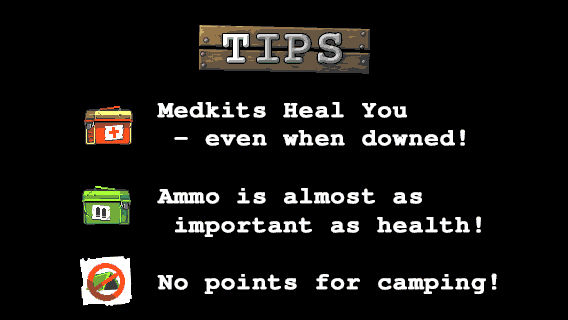 TIPS
Medkits Heal You
- even when downed!
Ammo is almost as
important as health!
No points for camping!